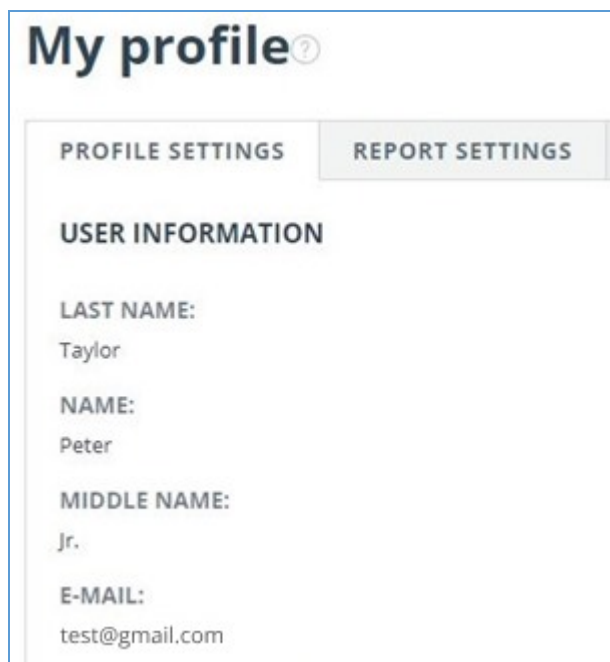 My profile ?
PROFILE SETTINGS REPORT SETTINGS
USER INFORMATION
LAST NAME:
Taylor
NAME:
Peter
MIDDLE NAME:
Jr.
E-MAIL:
test@gmail.com